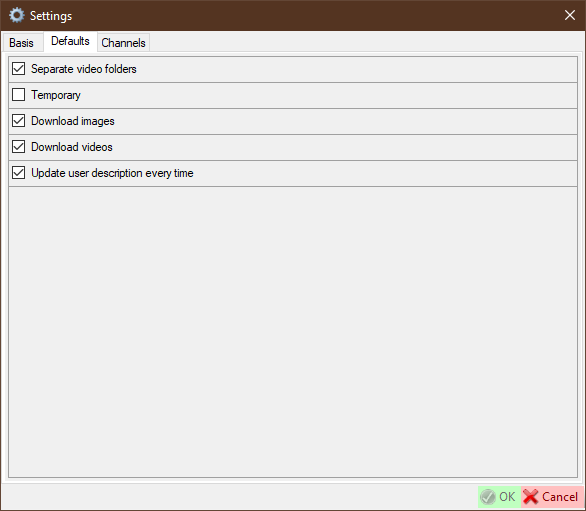 Settings
Basis Defaults Channels
Separate video folders
Temporary
Download images
Download videos
Update user description every time
OK Cancel